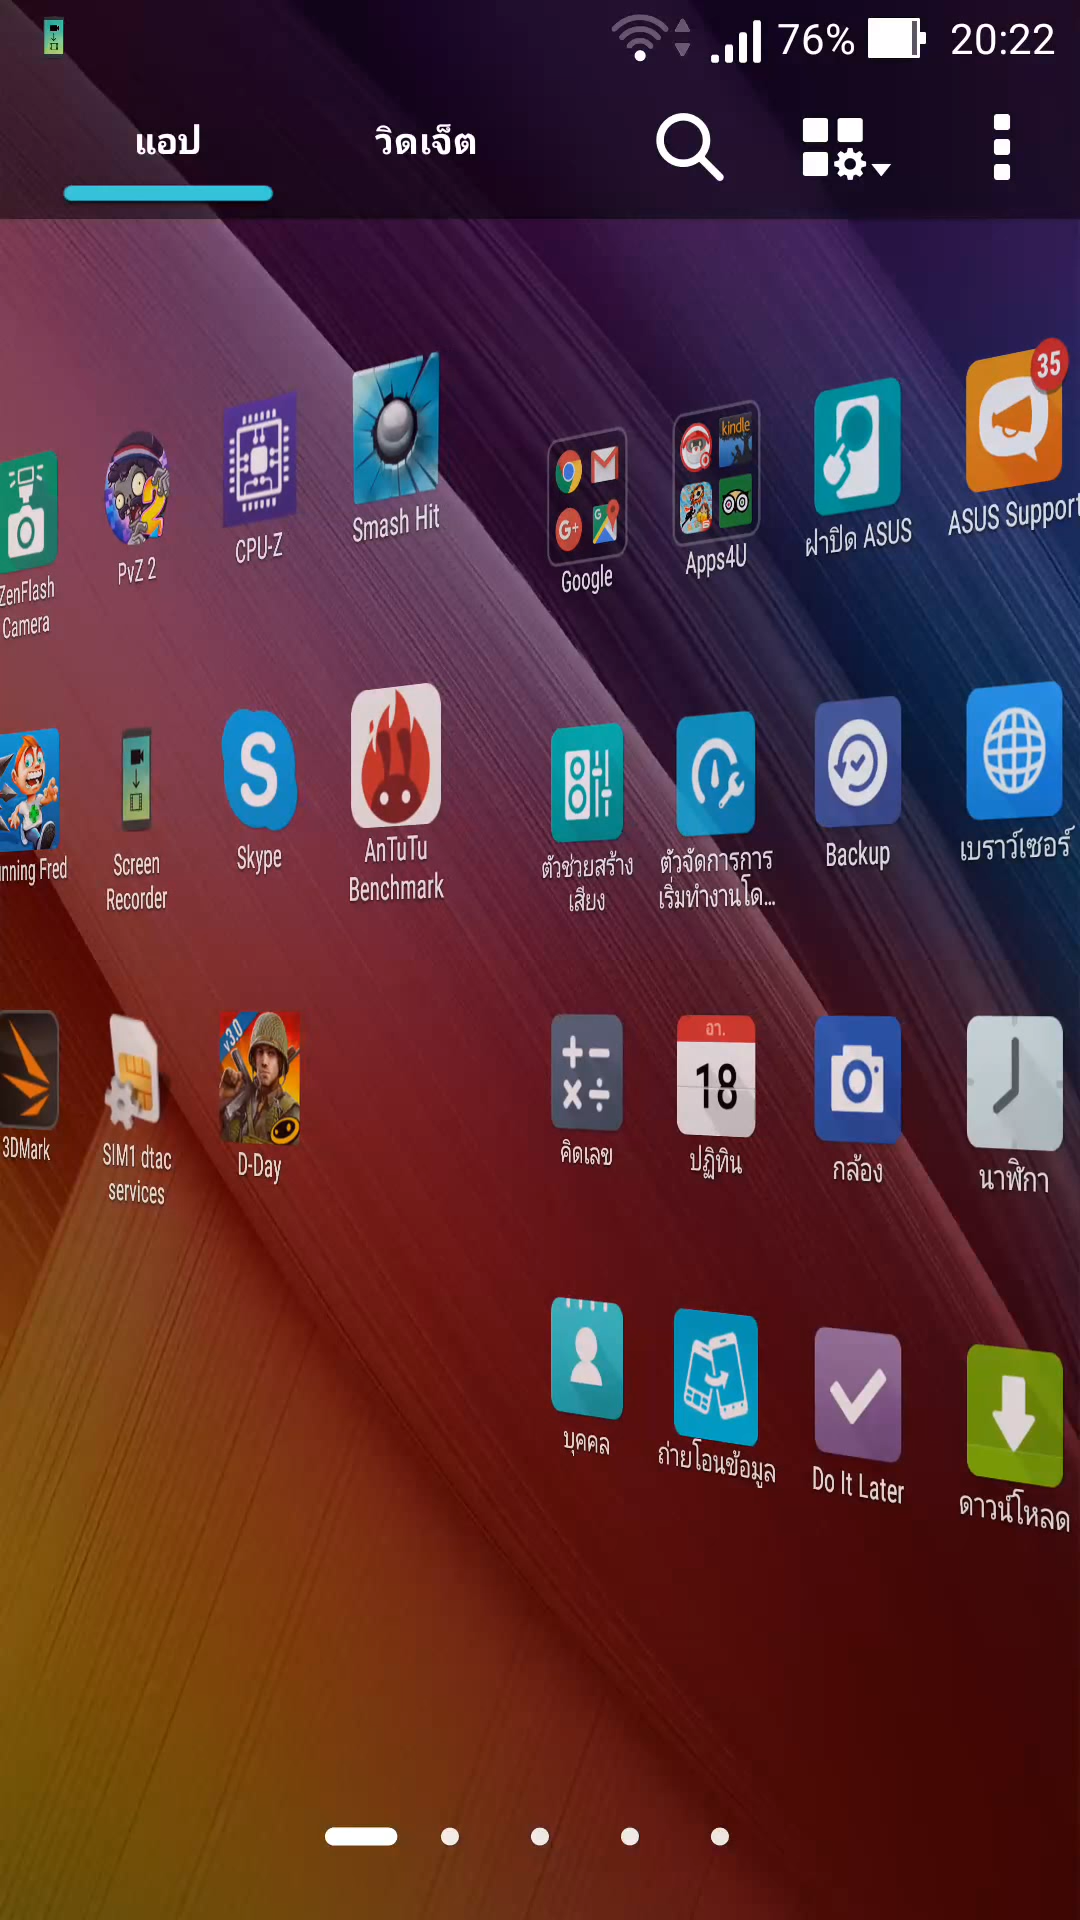 76% 20:22
แอป วิดเจ็ต
35
kindle
G+
G
ZenFlash
Camera
PvZ 2
CPU-Z
Smash Hit
Google
Apps4U
ฝาปิด ASUS
ASUS Support
S
nning Fred
Screen
Recorder
Skype
AnTuTu
Benchmark
ตัวช่วยสร้าง
เสียง
ตัวจัดการการ
เริ่มทำงานโด...
Backup
เบราว์เซอร์
v3.0
อา.
18
3DMark
SIM1 dtac
services
D-Day
คิดเลข
ปฏิทิน
กล้อง
นาฬิกา
บุคคล
ถ่ายโอนข้อมูล
Do It Later
ดาวน์โหลด